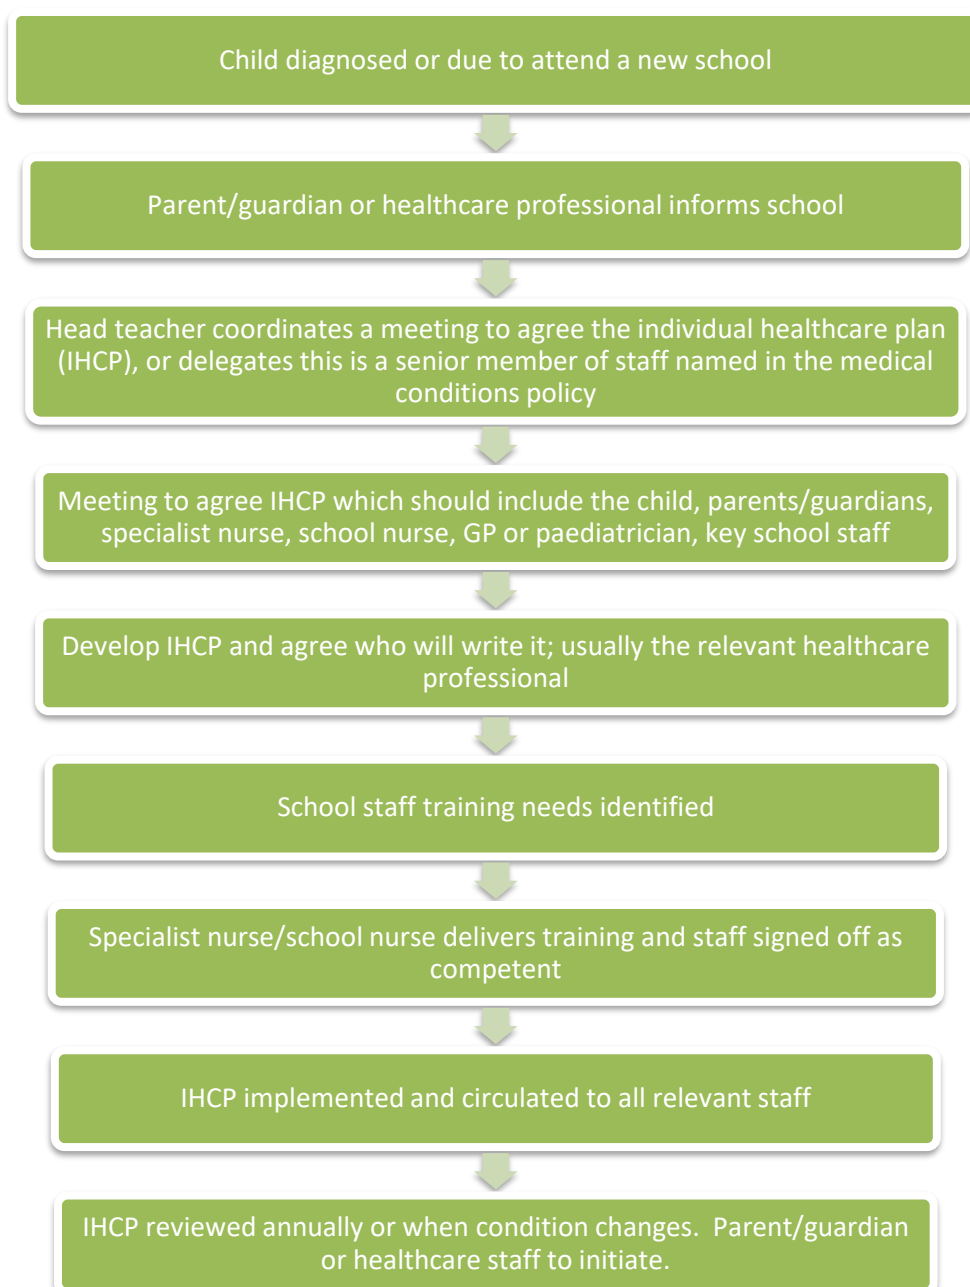 Child diagnosed or due to attend a new school
Parent/guardian or healthcare professional informs school
Head teacher coordinates a meeting to agree the individual healthcare plan
(IHCP), or delegates this is a senior member of staff named in the medical
conditions policy
Meeting to agree IHCP which should include the child, parents/guardians,
specialist nurse, school nurse, GP or paediatrician, key school staff
Develop IHCP and agree who will write it; usually the relevant healthcare
professional
School staff training needs identified
Specialist nurse/school nurse delivers training and staff signed off as
competent
IHCP implemented and circulated to all relevant staff
IHCP reviewed annually or when condition changes.  Parent/guardian
or healthcare staff to initiate.